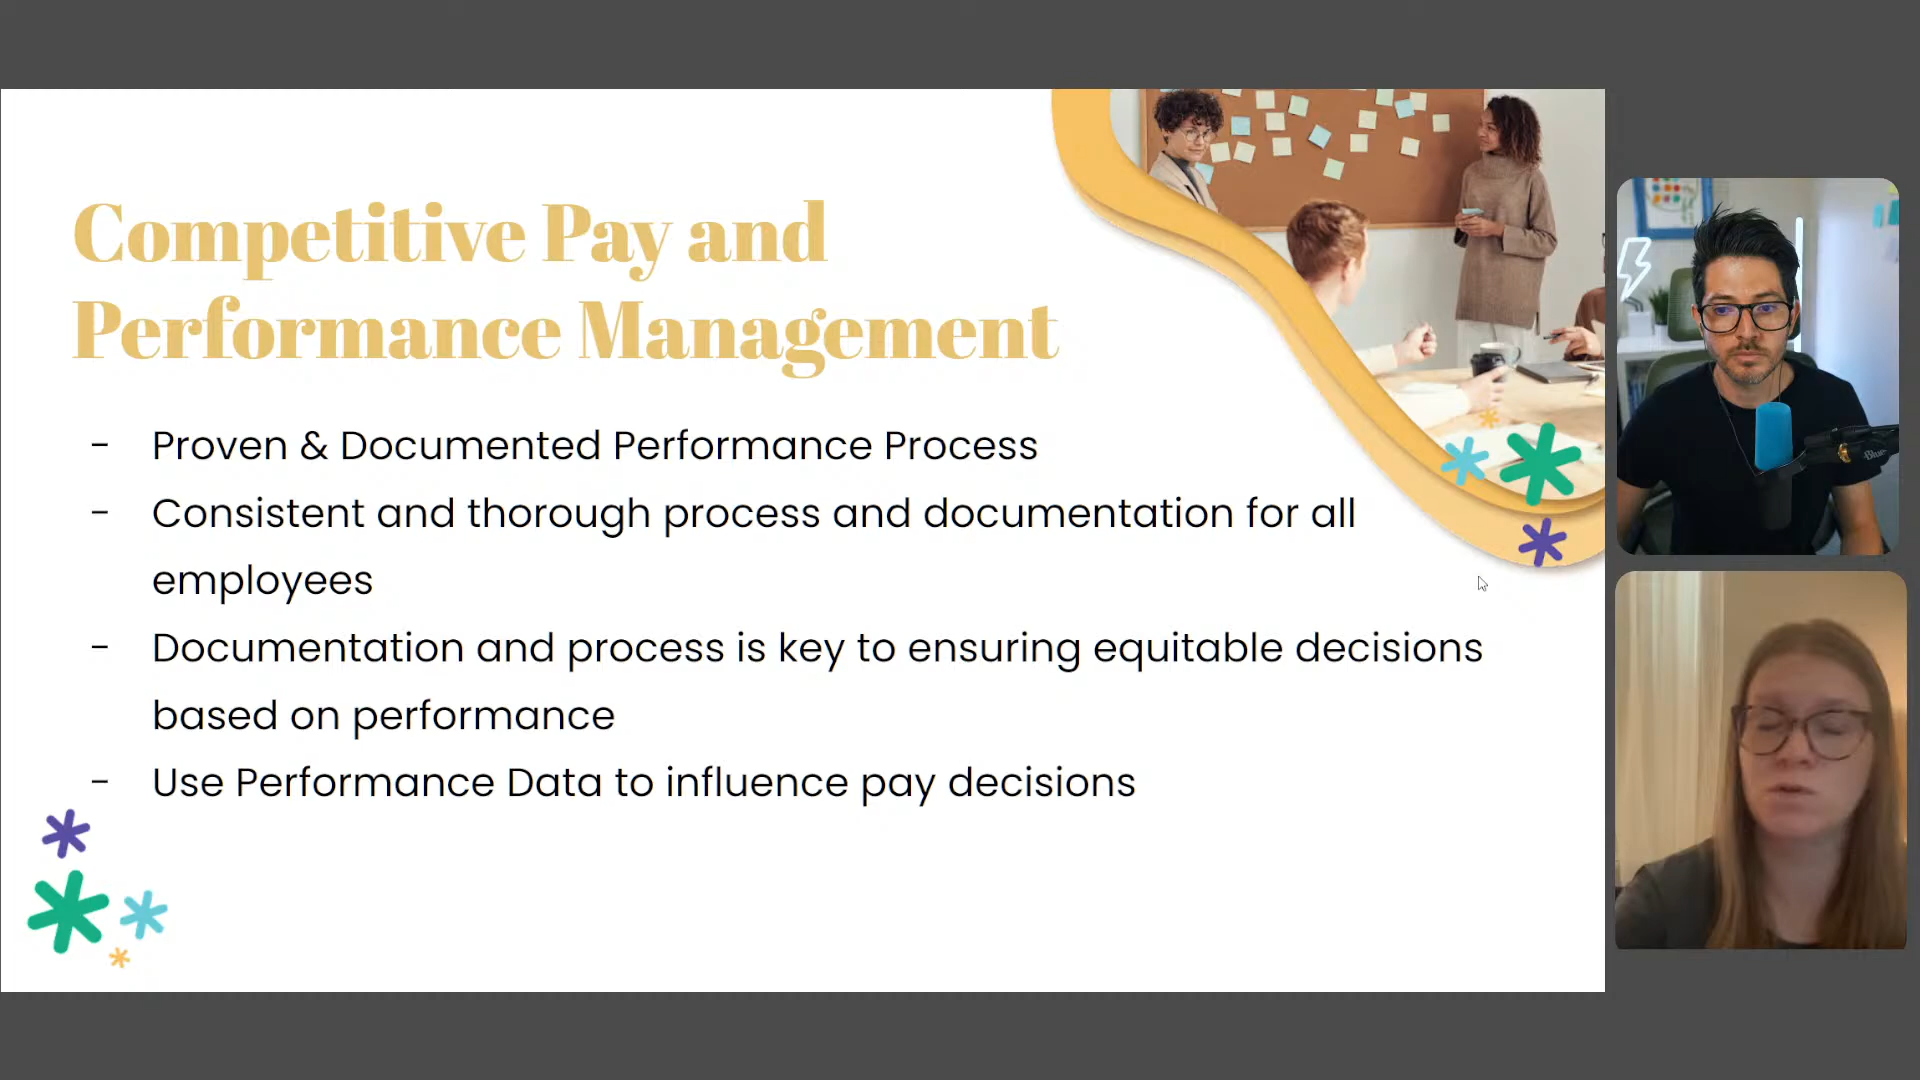 Competitive Pay and
Performance Management
- Proven & Documented Performance Process
- Consistent and thorough process and documentation for all
employees
- Documentation and process is key to ensuring equitable decisions
based on performance
- Use Performance Data to influence pay decisions
Blue